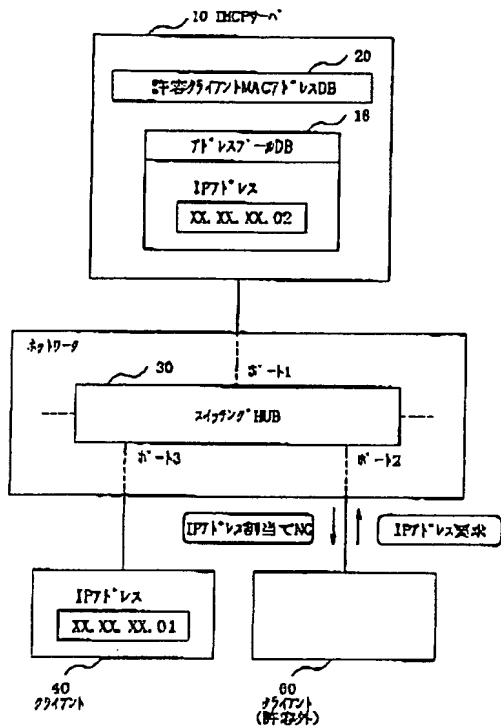 10 DHCPサーバ
20
許容クライアントMACアドレスDB
16
アドレスプールDB
IPアドレス
XX. XX. XX. 02
ネットワーク
30
ポート1
スイッチングHUB
ポート3
ポート2
IPアドレス割当てNG
IPアドレス要求
IPアドレス
XX. XX. XX. 01
40
クライアント
60
クライアント
(許容外)